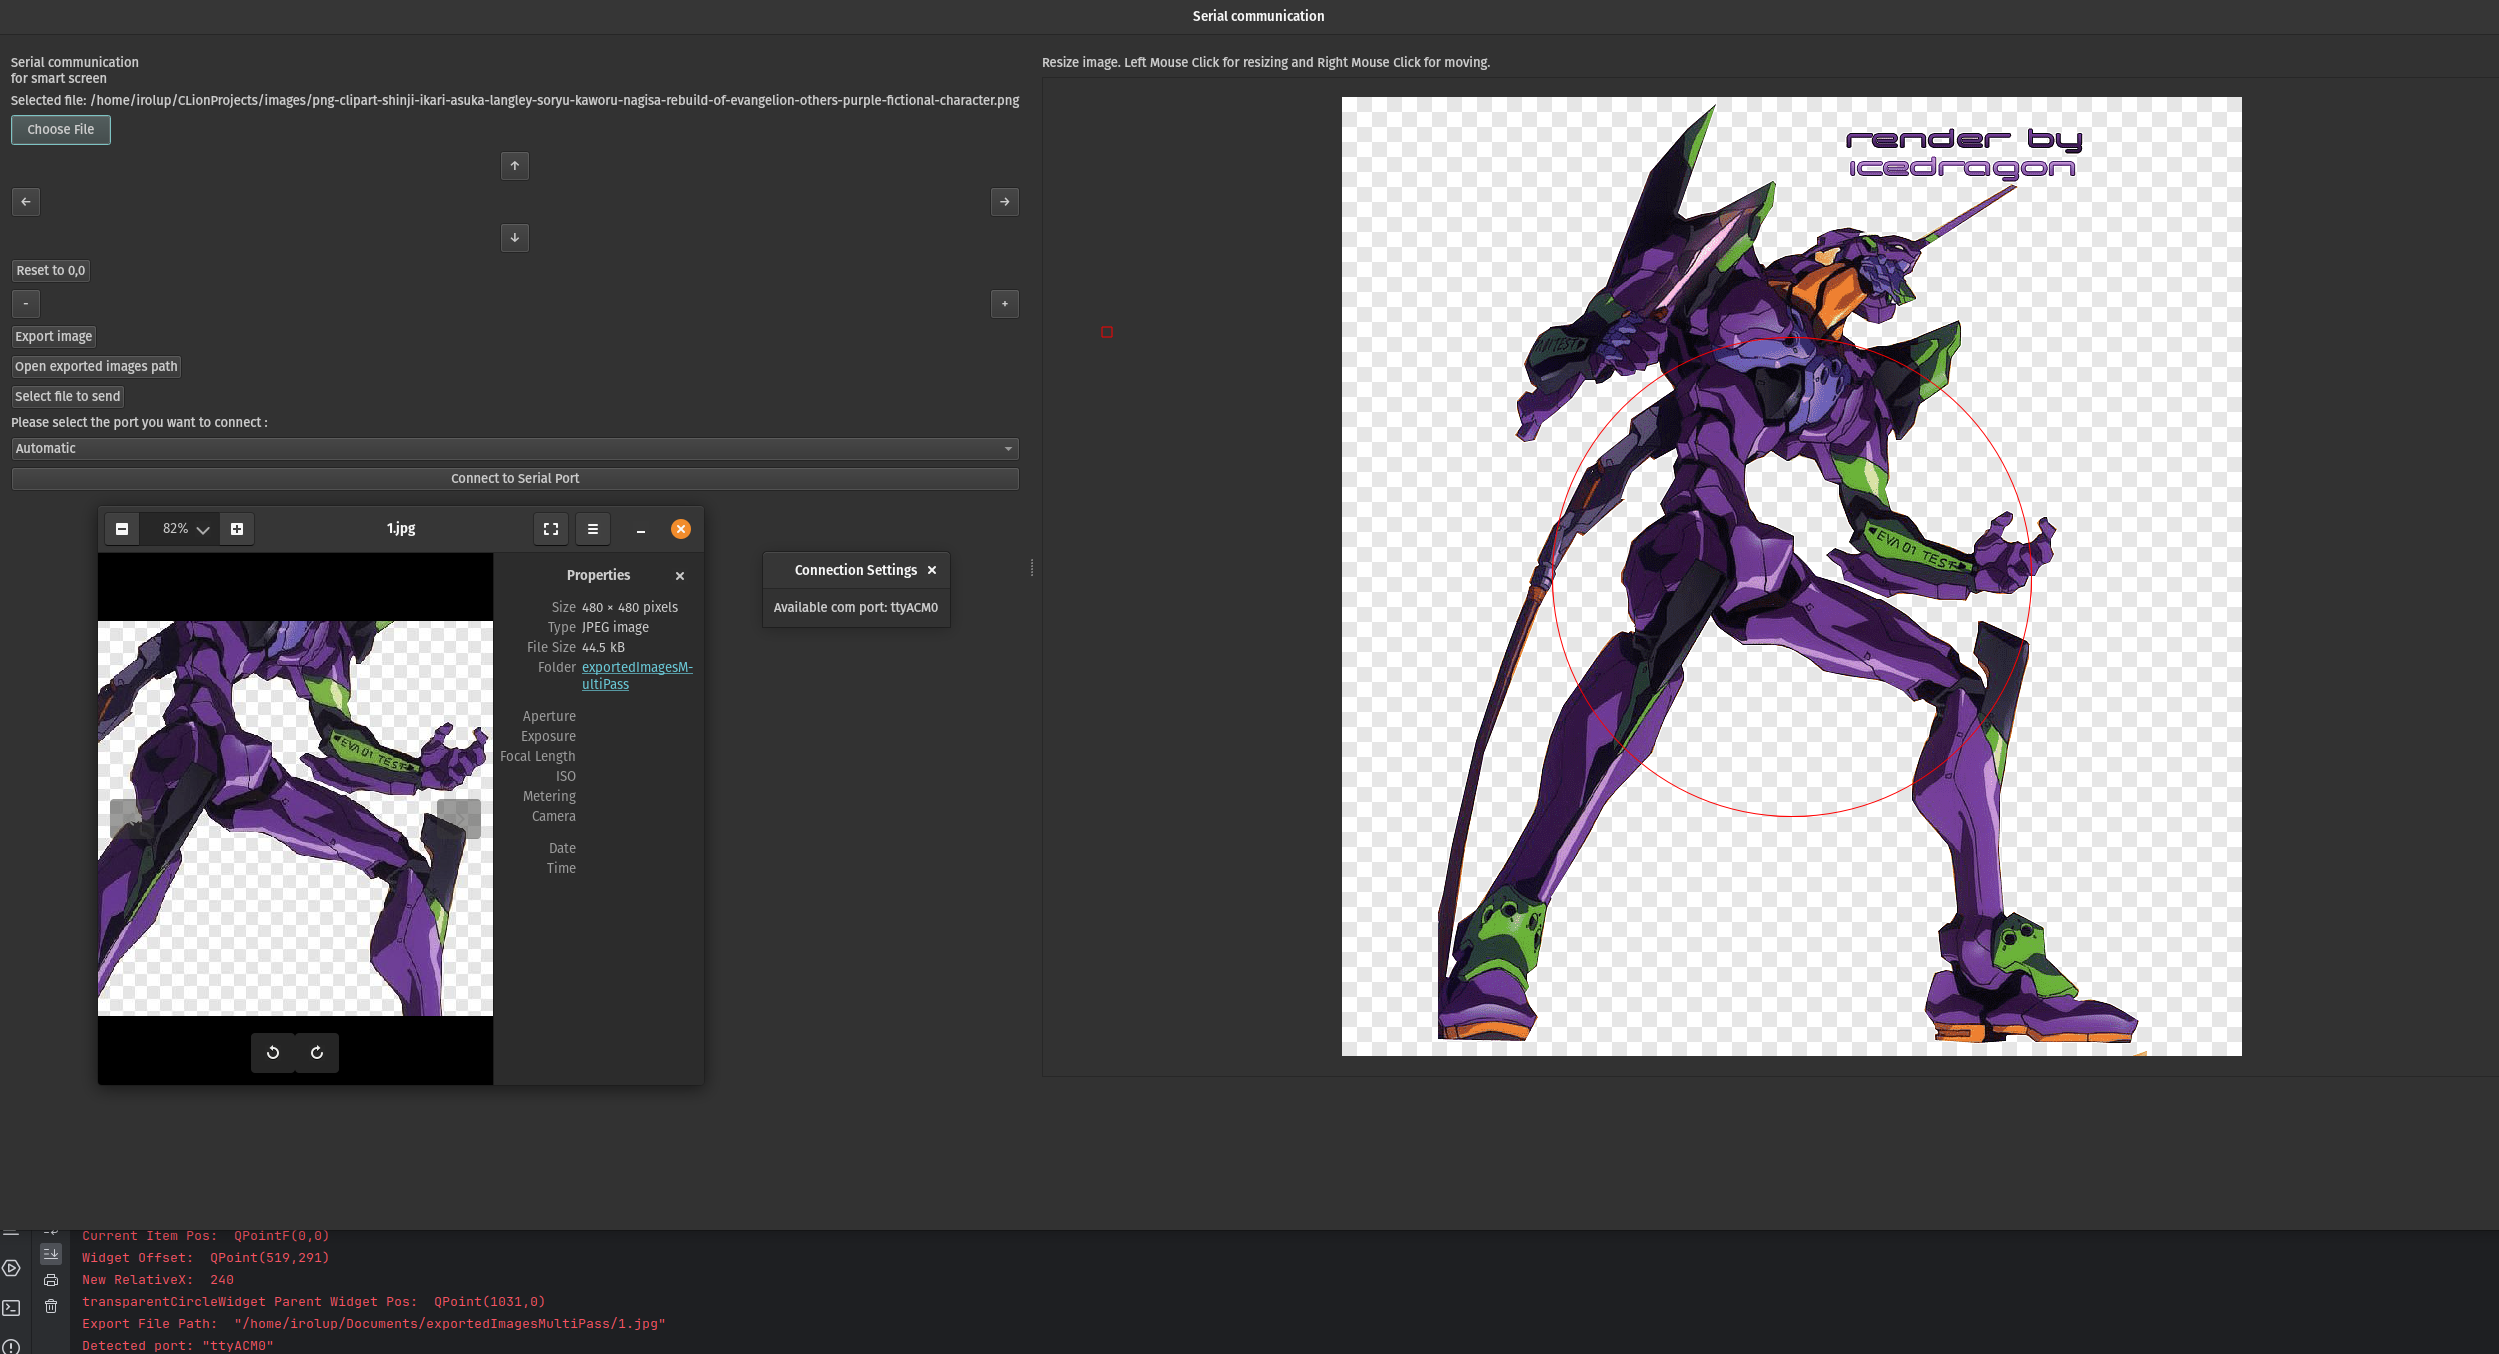 Serial communication
Serial communication
for smart screen
Selected file: /home/irolup/CLionProjects/images/png-clipart-shinji-ikari-asuka-langley-soryu-kaworu-nagisa-rebuild-of-evangelion-others-purple-fictional-character.png
Choose File
↑
←
→
↓
Reset to 0,0
-
+
Export image
Open exported images path
Select file to send
Please select the port you want to connect :
Automatic
Connect to Serial Port
82%
1.jpg
Properties
Size 480 × 480 pixels
Type JPEG image
File Size 44.5 kB
Folder exportedImagesM-
ultiPass
Aperture
Exposure
Focal Length
ISO
Metering
Camera
Date
Time
EVA 01 TEST
Connection Settings
Available com port: ttyACM0
Resize image. Left Mouse Click for resizing and Right Mouse Click for moving.
render by
icedragon
EVA 01 TEST
Current Item Pos:  QPointF(0,0)
Widget Offset:  QPoint(519,291)
New RelativeX:  240
transparentCircleWidget Parent Widget Pos:  QPoint(1031,0)
Export File Path:  "/home/irolup/Documents/exportedImagesMultiPass/1.jpg"
Detected port: "ttyACM0"